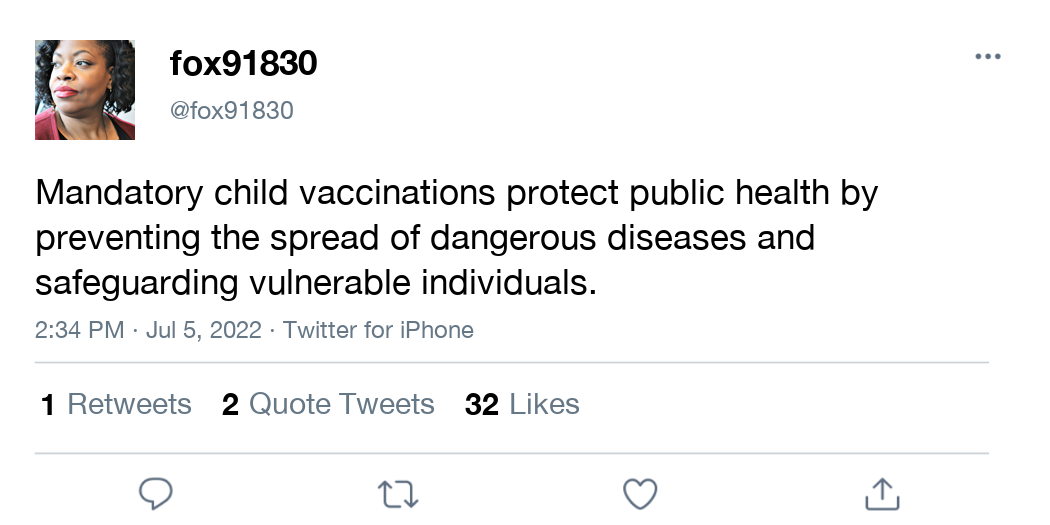 fox91830
@fox91830
Mandatory child vaccinations protect public health by
preventing the spread of dangerous diseases and
safeguarding vulnerable individuals.
2:34 PM · Jul 5, 2022 · Twitter for iPhone
1 Retweets 2 Quote Tweets 32 Likes